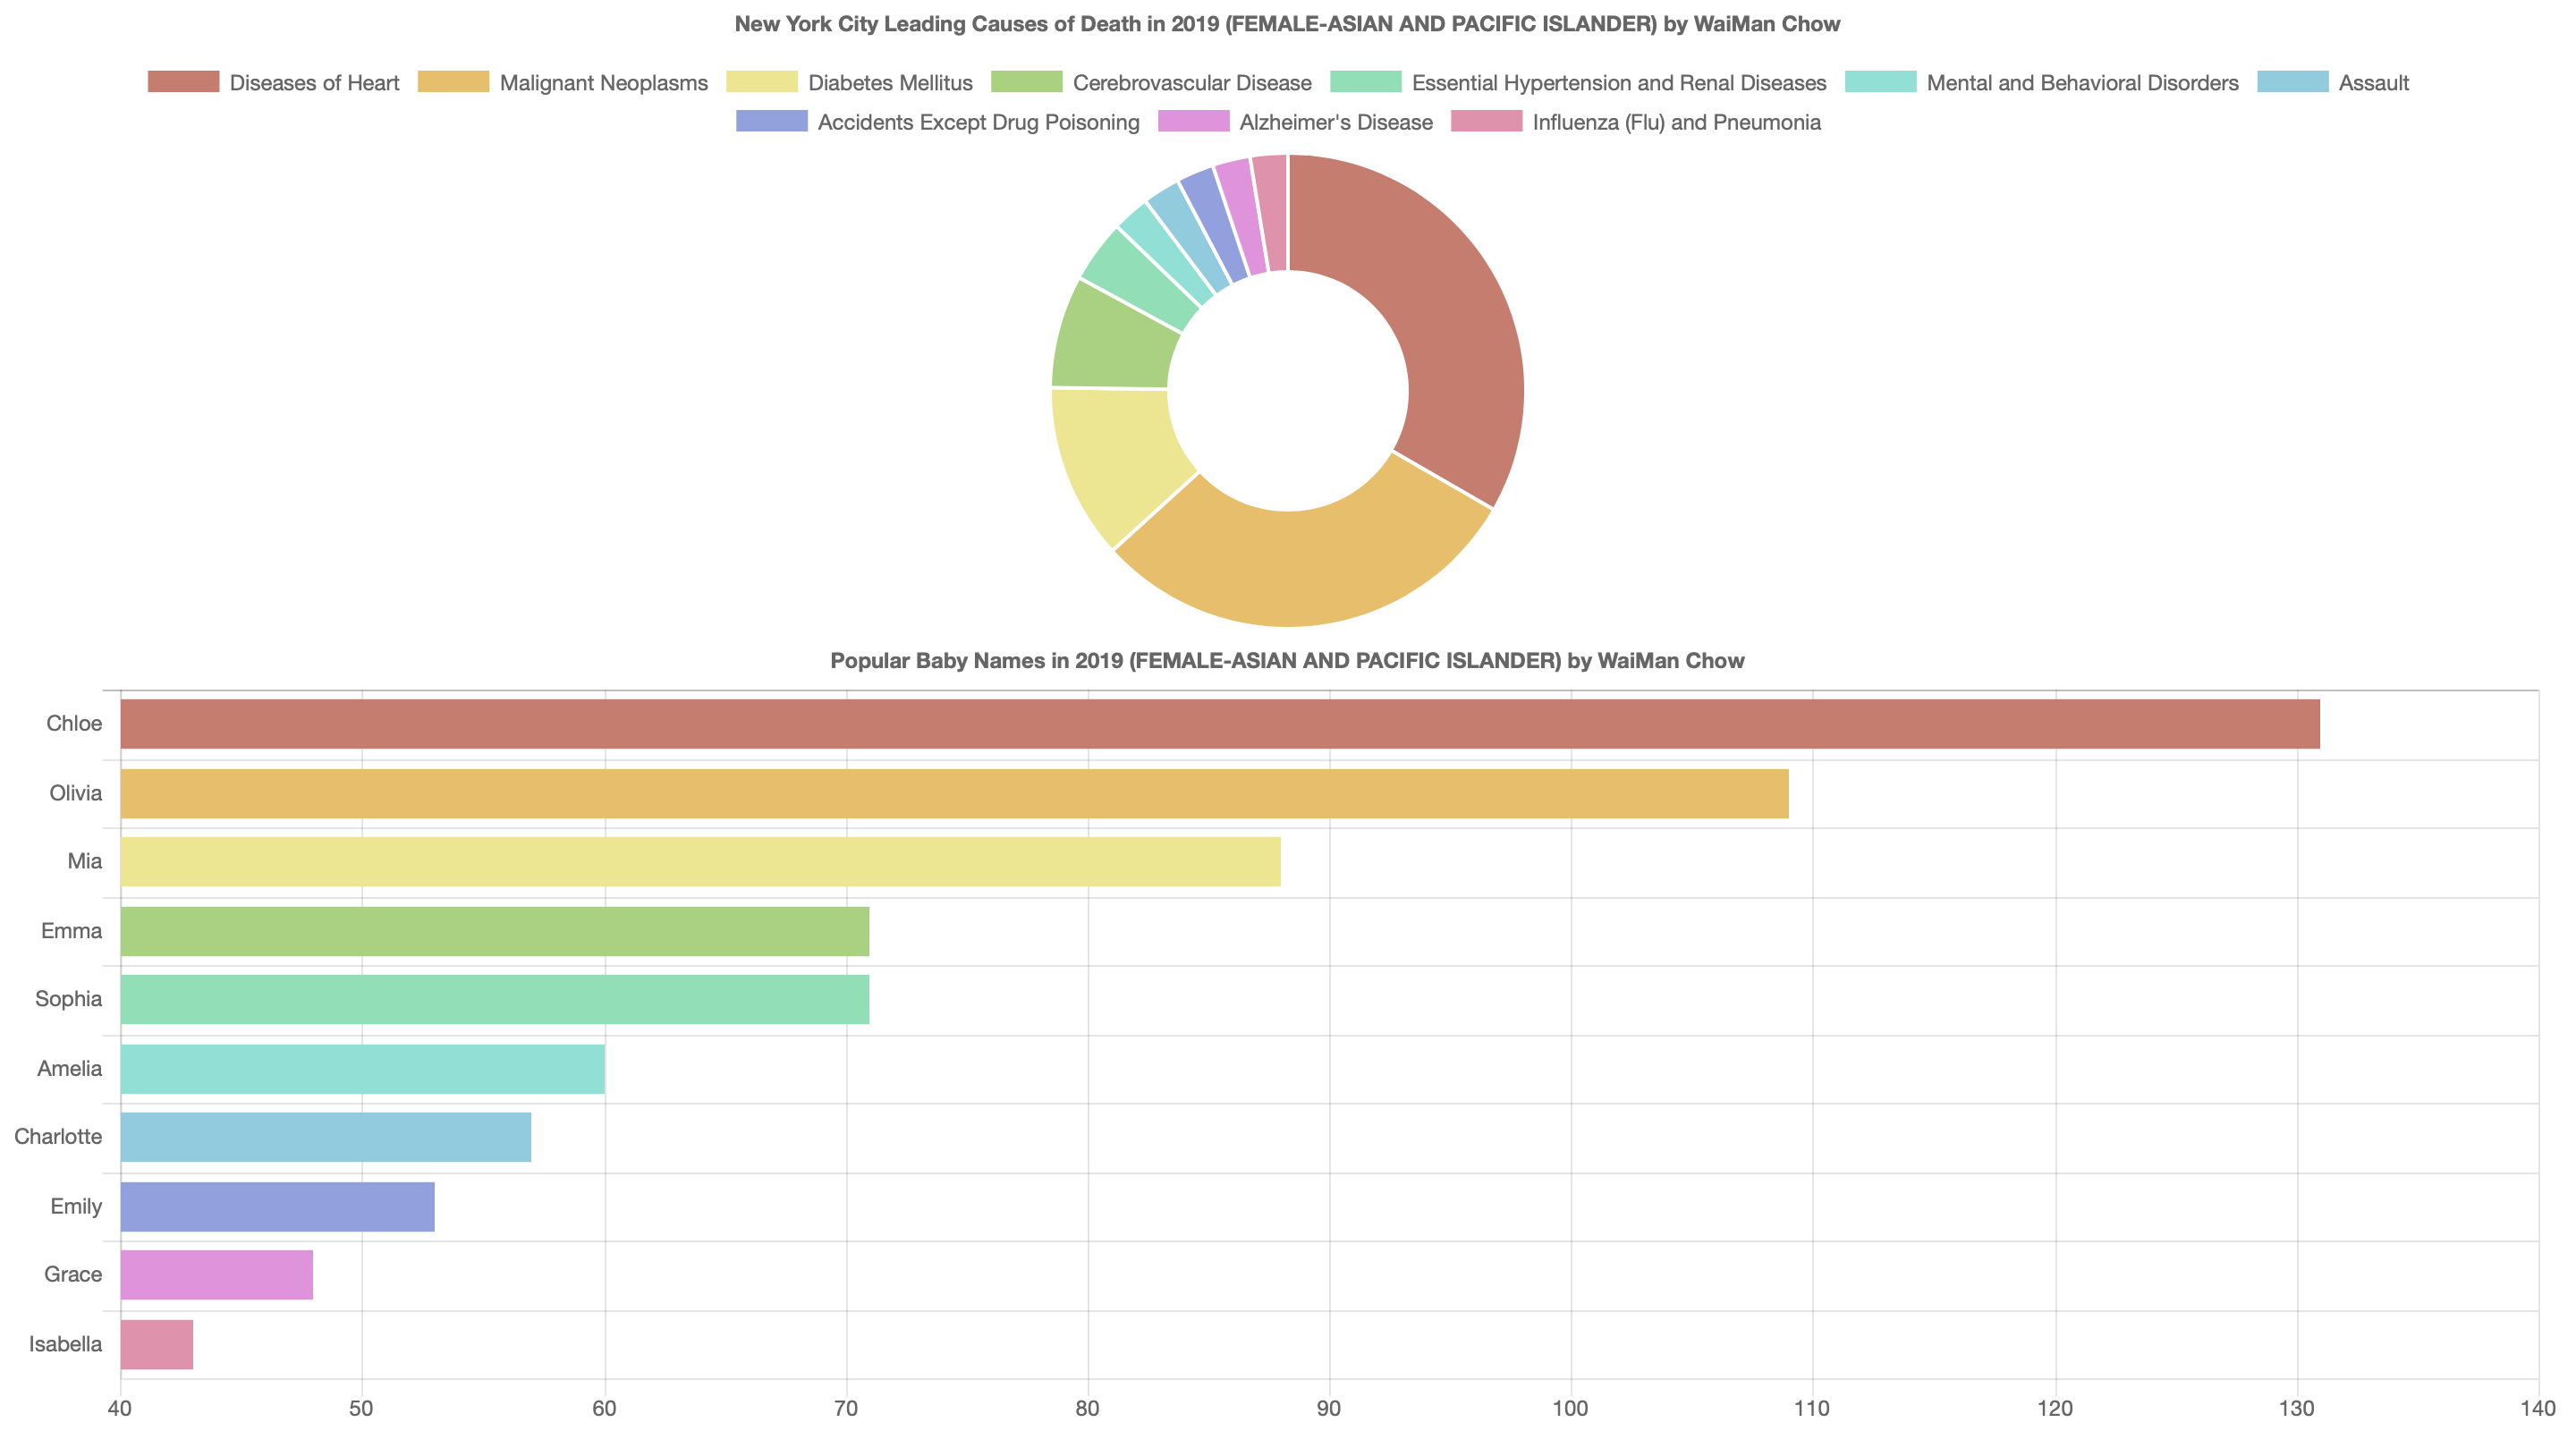 New York City Leading Causes of Death in 2019 (FEMALE-ASIAN AND PACIFIC ISLANDER) by WaiMan Chow
Diseases of Heart Malignant Neoplasms Diabetes Mellitus Cerebrovascular Disease Essential Hypertension and Renal Diseases Mental and Behavioral Disorders Assault
Accidents Except Drug Poisoning Alzheimer's Disease Influenza (Flu) and Pneumonia
Popular Baby Names in 2019 (FEMALE-ASIAN AND PACIFIC ISLANDER) by WaiMan Chow
Chloe
Olivia
Mia
Emma
Sophia
Amelia
Charlotte
Emily
Grace
Isabella
40 50 60 70 80 90 100 110 120 130 140